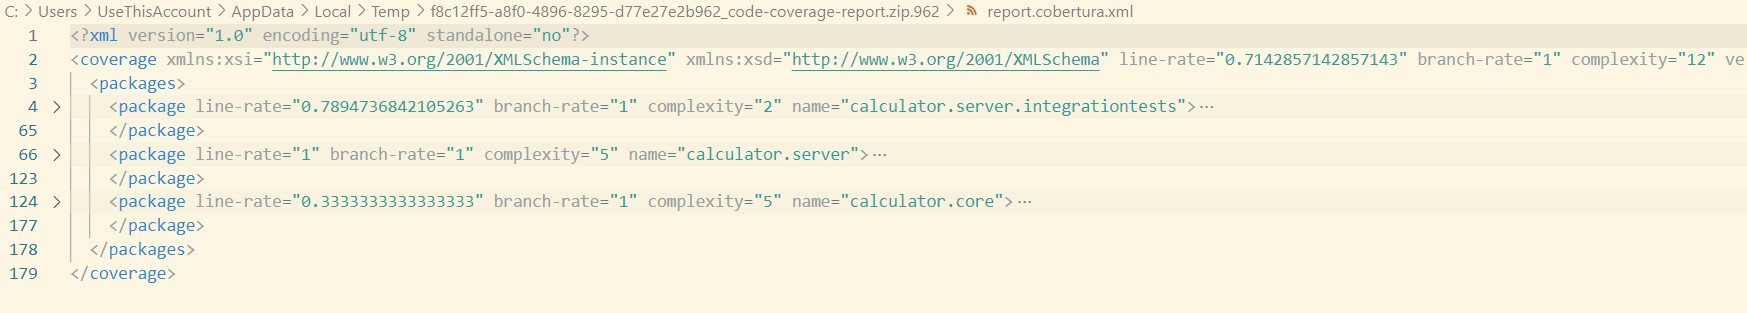 C: > Users > UseThisAccount > AppData > Local > Temp > f8c12ff5-a8f0-4896-8295-d77e27e2b962_code-coverage-report.zip.962 > report.cobertura.xml
1 <?xml version="1.0" encoding="utf-8" standalone="no"?>
2 <coverage xmlns:xsi="http://www.w3.org/2001/XMLSchema-instance" xmlns:xsd="http://www.w3.org/2001/XMLSchema" line-rate="0.7142857142857143" branch-rate="1" complexity="12" ve
3 <packages>
4 > <package line-rate="0.7894736842105263" branch-rate="1" complexity="2" name="calculator.server.integrationtests">···
65 </package>
66 > <package line-rate="1" branch-rate="1" complexity="5" name="calculator.server">···
123 </package>
124 > <package line-rate="0.3333333333333333" branch-rate="1" complexity="5" name="calculator.core">···
177 </package>
178 </packages>
179 </coverage>